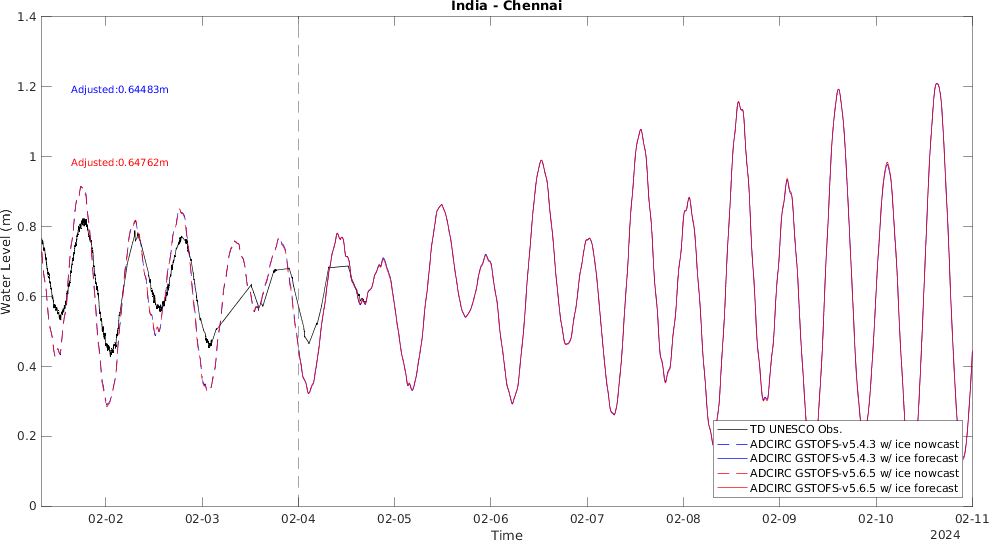 India - Chennai
1.4
1.2
1
0.8
0.6
0.4
0.2
0
Water Level (m)
Adjusted:0.64483m
Adjusted:0.64762m
TD UNESCO Obs.
ADCIRC GSTOFS-v5.4.3 w/ ice nowcast
ADCIRC GSTOFS-v5.4.3 w/ ice forecast
ADCIRC GSTOFS-v5.6.5 w/ ice nowcast
ADCIRC GSTOFS-v5.6.5 w/ ice forecast
02-02 02-03 02-04 02-05 02-06 02-07 02-08 02-09 02-10 02-11
Time
2024